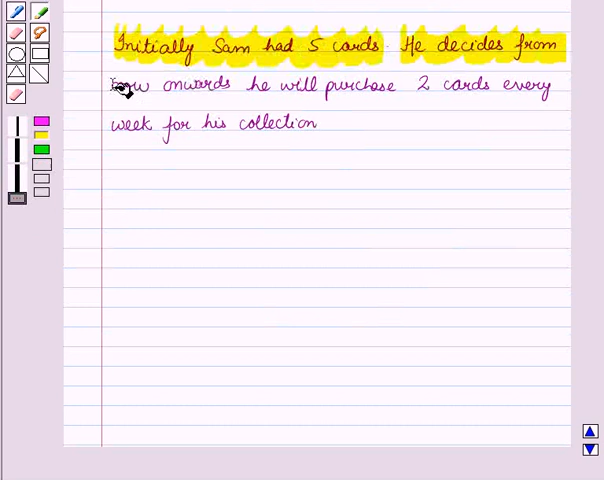 Initially Sam had 5 cards. He decides from
now onwards he will purchase 2 cards every
week for his collection